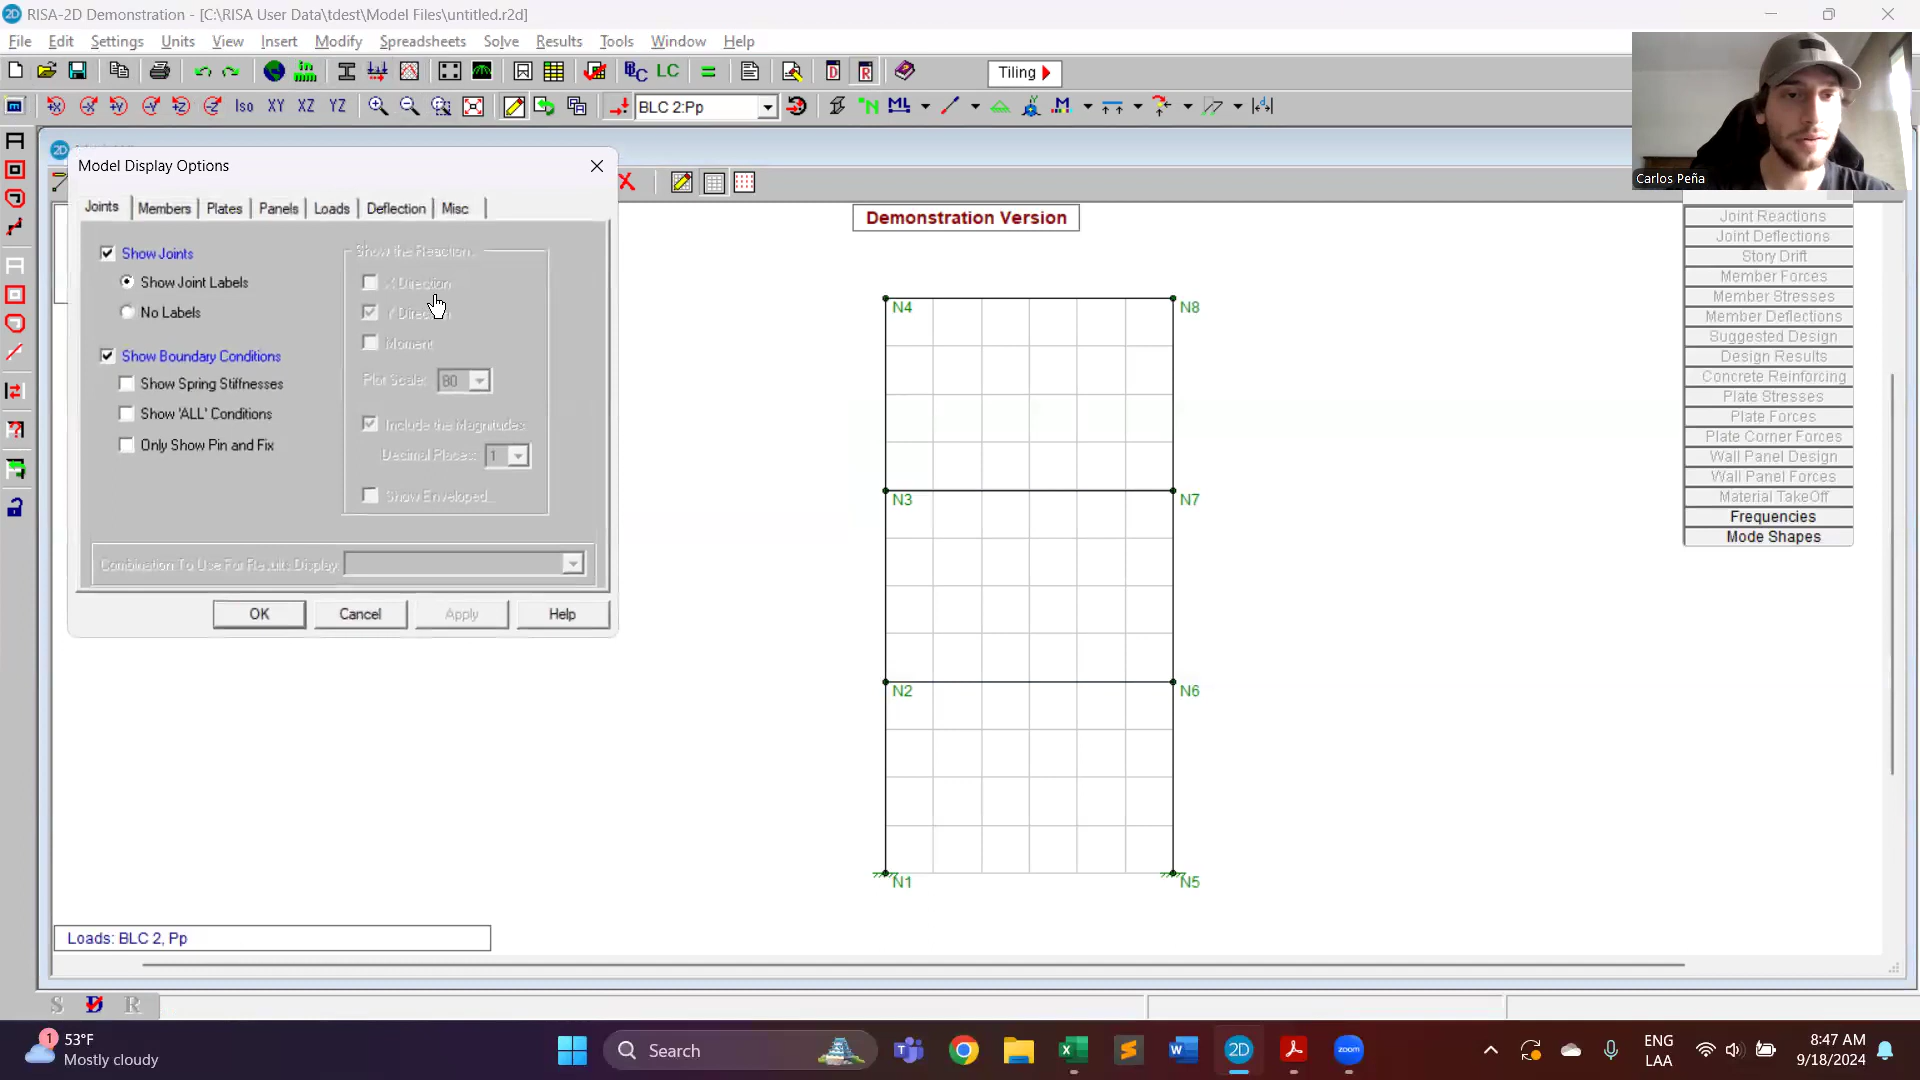 RISA-2D Demonstration - [C:\RISA User Data\tdest\Model Files\untitled.r2d]
File Edit Settings Units View Insert Modify Spreadsheets Solve Results Tools Window Help
BC LC = D R Tiling
Iso XY XZ YZ BLC 2:Pp N ML M
2D
Carlos Peña
Model Display Options
Joints Members Plates Panels Loads Deflection Misc
Show Joints
Show Joint Labels
No Labels
Show Boundary Conditions
Show Spring Stiffnesses
Show 'ALL' Conditions
Only Show Pin and Fix
Show the Reaction...
X Direction
Y Direction
Moment
Plot Scale: 80
Include the Magnitudes
Decimal Places: 1
Show Enveloped...
Combination To Use For Results Display
OK Cancel Apply Help
Demonstration Version
N4 N8
N3 N7
N2 N6
N1 N5
Joint Reactions
Joint Deflections
Story Drift
Member Forces
Member Stresses
Member Deflections
Suggested Design
Design Results
Concrete Reinforcing
Plate Stresses
Plate Forces
Plate Corner Forces
Wall Panel Design
Wall Panel Forces
Material TakeOff
Frequencies
Mode Shapes
Loads: BLC 2, Pp
S D R
1 53°F
Mostly cloudy
Search
zoom
ENG
LAA
8:47 AM
9/18/2024